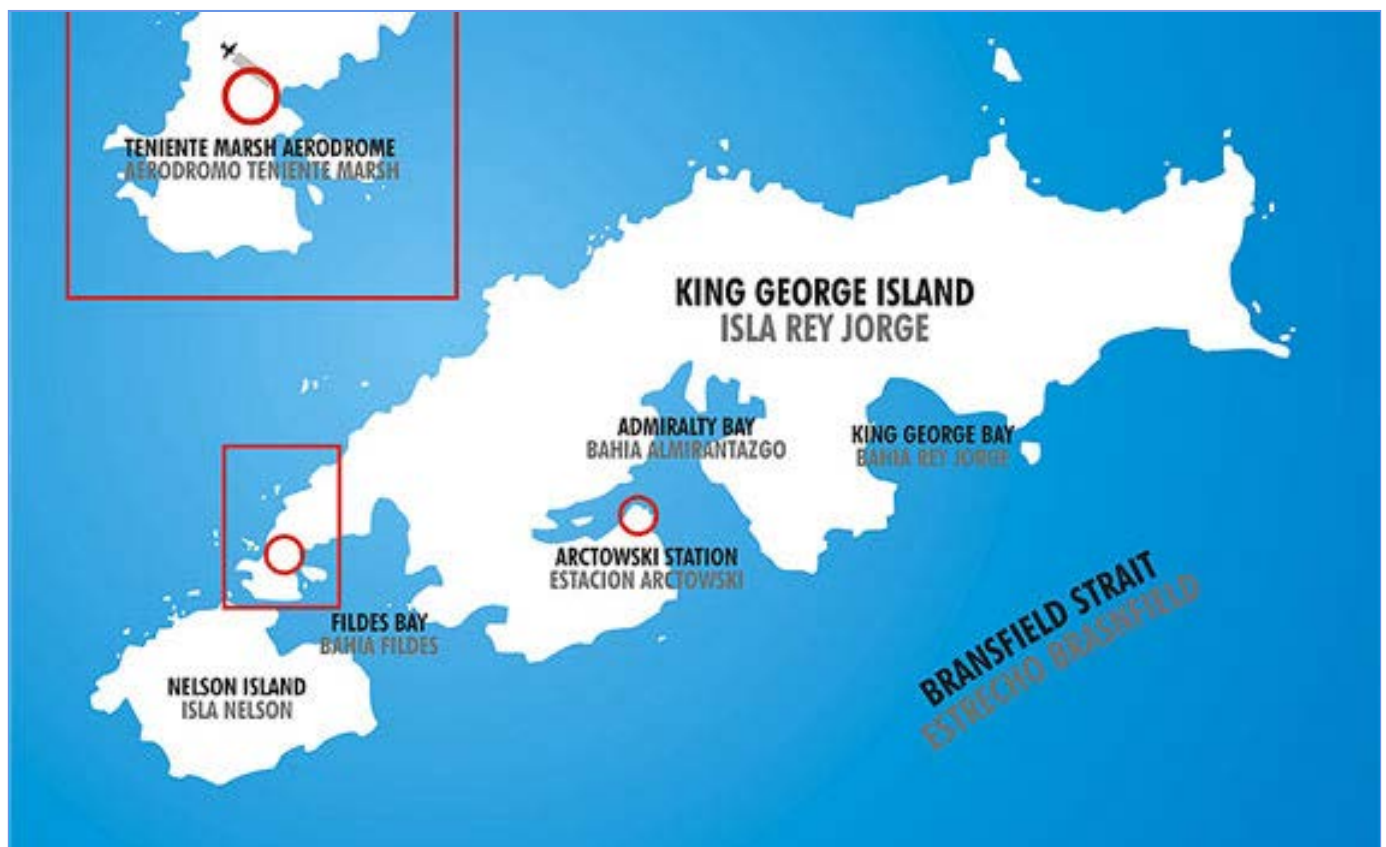 TENIENTE MARSH AERODROME
AERODROMO TENIENTE MARSH
KING GEORGE ISLAND
ISLA REY JORGE
ADMIRALTY BAY
BAHIA ALMIRANTAZGO
KING GEORGE BAY
BAHIA REY JORGE
ARCTOWSKI STATION
ESTACION ARCTOWSKI
FILDES BAY
BAHIA FILDES
NELSON ISLAND
ISLA NELSON
BRANSFIELD STRAIT
ESTRECHO BRASNFIELD